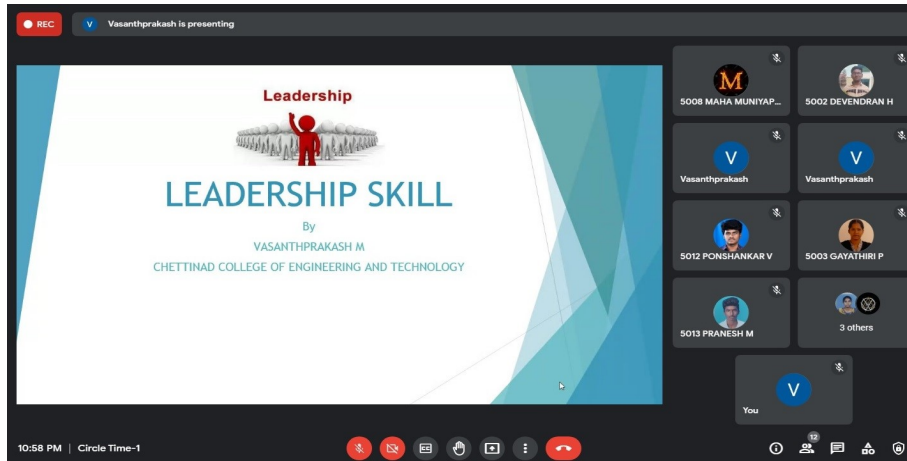 REC
V Vasanthprakash is presenting
Leadership
LEADERSHIP SKILL
By
VASANTHPRAKASH M
CHETTINAD COLLEGE OF ENGINEERING AND TECHNOLOGY
M
5008 MAHA MUNIYAP...
5002 DEVENDRAN H
V
Vasanthprakash
V
Vasanthprakash
5012 PONSHANKAR V
5003 GAYATHIRI P
5013 PRANESH M
3 others
V
You
10:58 PM | Circle Time-1
CC
12